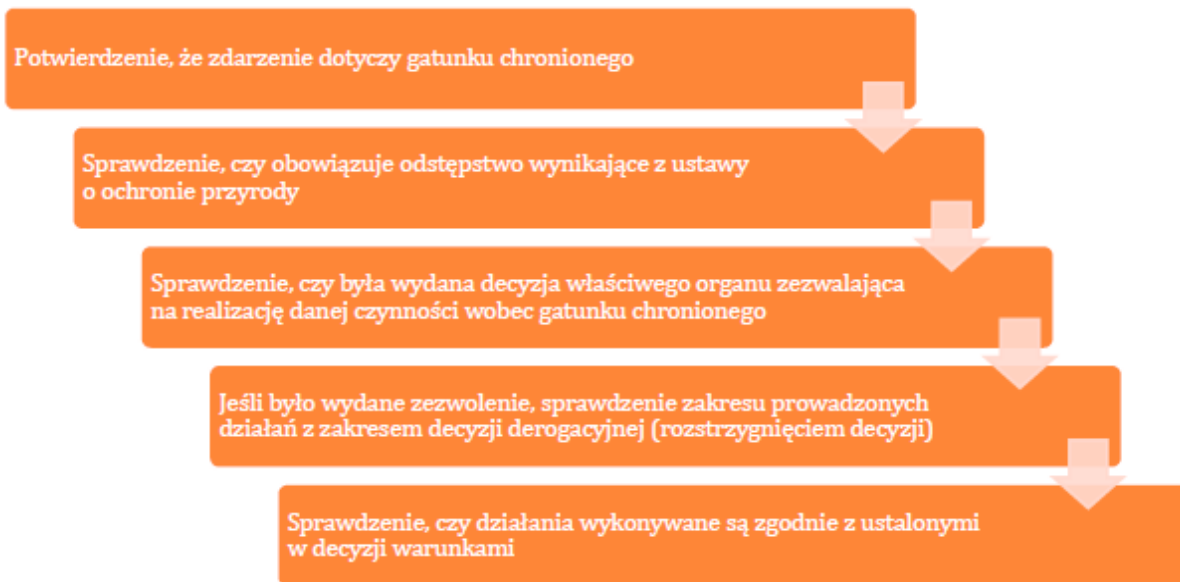 Potwierdzenie, że zdarzenie dotyczy gatunku chronionego
Sprawdzenie, czy obowiązuje odstępstwo wynikające z ustawy
o ochronie przyrody
Sprawdzenie, czy była wydana decyzja właściwego organu zezwalająca
na realizację danej czynności wobec gatunku chronionego
Jeśli było wydane zezwolenie, sprawdzenie zakresu prowadzonych
działań z zakresem decyzji derogacyjnej (rozstrzygnięciem decyzji)
Sprawdzenie, czy działania wykonywane są zgodnie z ustalonymi
w decyzji warunkami